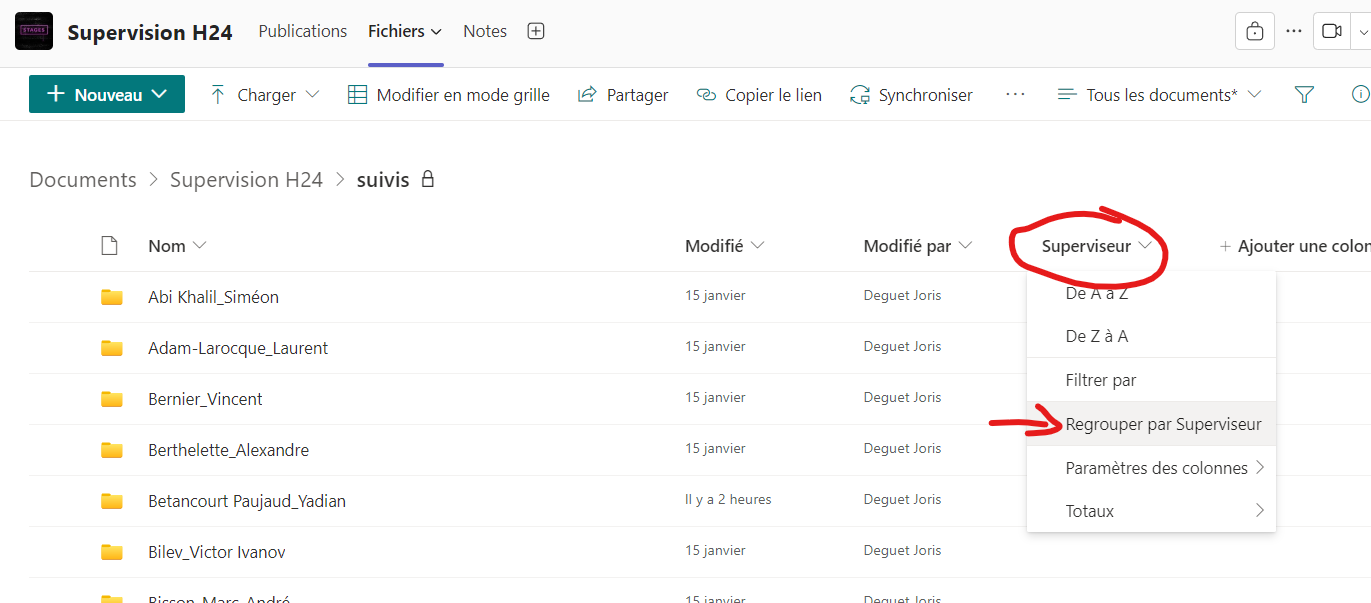 STAGES
Supervision H24
Publications
Fichiers
Notes
Nouveau
Charger
Modifier en mode grille
Partager
Copier le lien
Synchroniser
Tous les documents*
Documents > Supervision H24 > suivis
Nom
Modifié
Modifié par
Superviseur
+ Ajouter une colon
Abi Khalil_Siméon
15 janvier
Deguet Joris
De A à Z
Adam-Larocque_Laurent
15 janvier
Deguet Joris
De Z à A
Bernier_Vincent
15 janvier
Deguet Joris
Filtrer par
Berthelette_Alexandre
15 janvier
Deguet Joris
Regrouper par Superviseur
Betancourt Paujaud_Yadian
Il y a 2 heures
Deguet Joris
Paramètres des colonnes
Totaux
Bilev_Victor Ivanov
15 janvier
Deguet Joris
Bisson_Marc-André
15 janvier
Deguet Joris